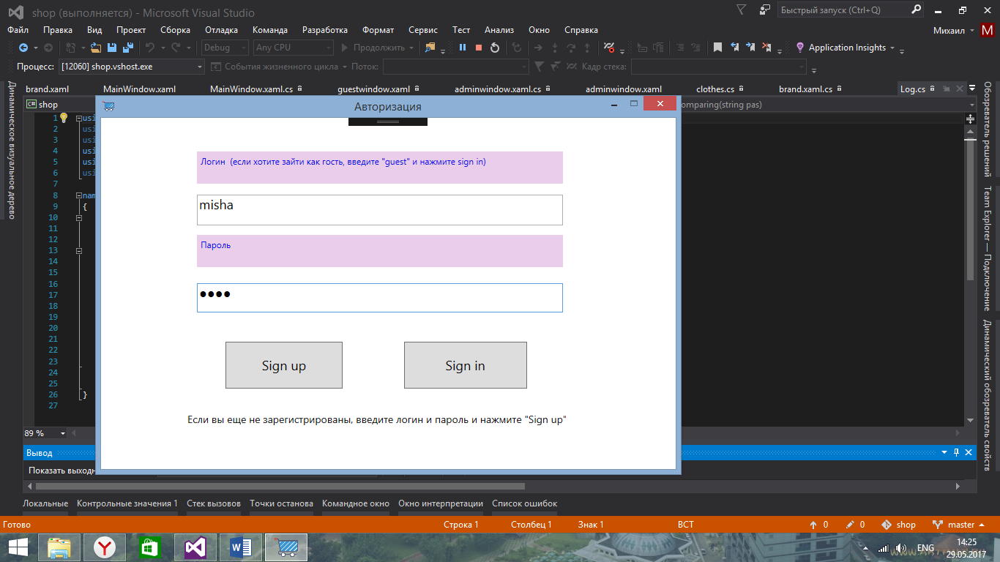 shop (выполняется) - Microsoft Visual Studio
Быстрый запуск (Ctrl+Q)
Файл Правка Вид Проект Сборка Отладка Команда Разработка Формат Сервис Тест Анализ Окно Справка
Михаил M
Debug Any CPU Продолжить Application Insights
Процесс: [12060] shop.vshost.exe События жизненного цикла Поток: Кадр стека:
brand.xaml MainWindow.xaml MainWindow.xaml.cs guestwindow.xaml adminwindow.xaml.cs adminwindow.xaml clothes.cs brand.xaml.cs Log.cs
C# shop
omparing(string pas)
Динамическое визуальное дерево
1 usi
2 usi
3 usi
4 usi
5 usi
6 usi
7
8 nam
9 {
10
11
12
13
14
15
16
17
18
19
20
21
22
23
24
25
26 }
27
Авторизация
Логин (если хотите зайти как гость, введите "guest" и нажмите sign in)
misha
Пароль
●●●●
Sign up Sign in
Если вы еще не зарегистрированы, введите логин и пароль и нажмите "Sign up"
Обозреватель решений
Team Explorer — Подключение
Динамический обозреватель свойств
89 %
Вывод
Показать выходн
Локальные Контрольные значения 1 Стек вызовов Точки останова Командное окно Окно интерпретации Список ошибок
Готово Строка 1 Столбец 1 Знак 1 ВСТ 0 0 shop master
ENG
14:25
29.05.2017